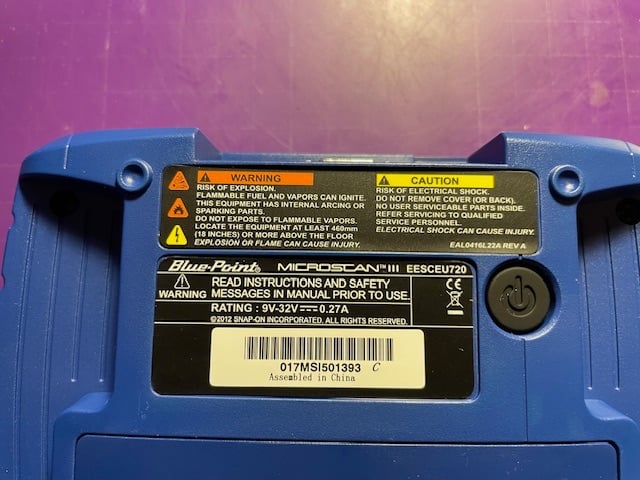 WARNING
RISK OF EXPLOSION.
FLAMMABLE FUEL AND VAPORS CAN IGNITE.
THIS EQUIPMENT HAS INTERNAL ARCING OR
SPARKING PARTS.
DO NOT EXPOSE TO FLAMMABLE VAPORS.
LOCATE THE EQUIPMENT AT LEAST 460mm
(18 INCHES) OR MORE ABOVE THE FLOOR
EXPLOSION OR FLAME CAN CAUSE INJURY.
CAUTION
RISK OF ELECTRICAL SHOCK.
DO NOT REMOVE COVER (OR BACK).
NO USER SERVICEABLE PARTS INSIDE.
REFER SERVICING TO QUALIFIED
SERVICE PERSONNEL.
ELECTRICAL SHOCK CAN CAUSE INJURY.
EAL0416L22A REV A
Blue-Point® MICROSCAN™ III EESCEU720
WARNING
READ INSTRUCTIONS AND SAFETY
MESSAGES IN MANUAL PRIOR TO USE.
RATING : 9V-32V⎓0.27A
©2012 SNAP-ON INCORPORATED. ALL RIGHTS RESERVED.
CE
017MSI501393 C
Assembled in China